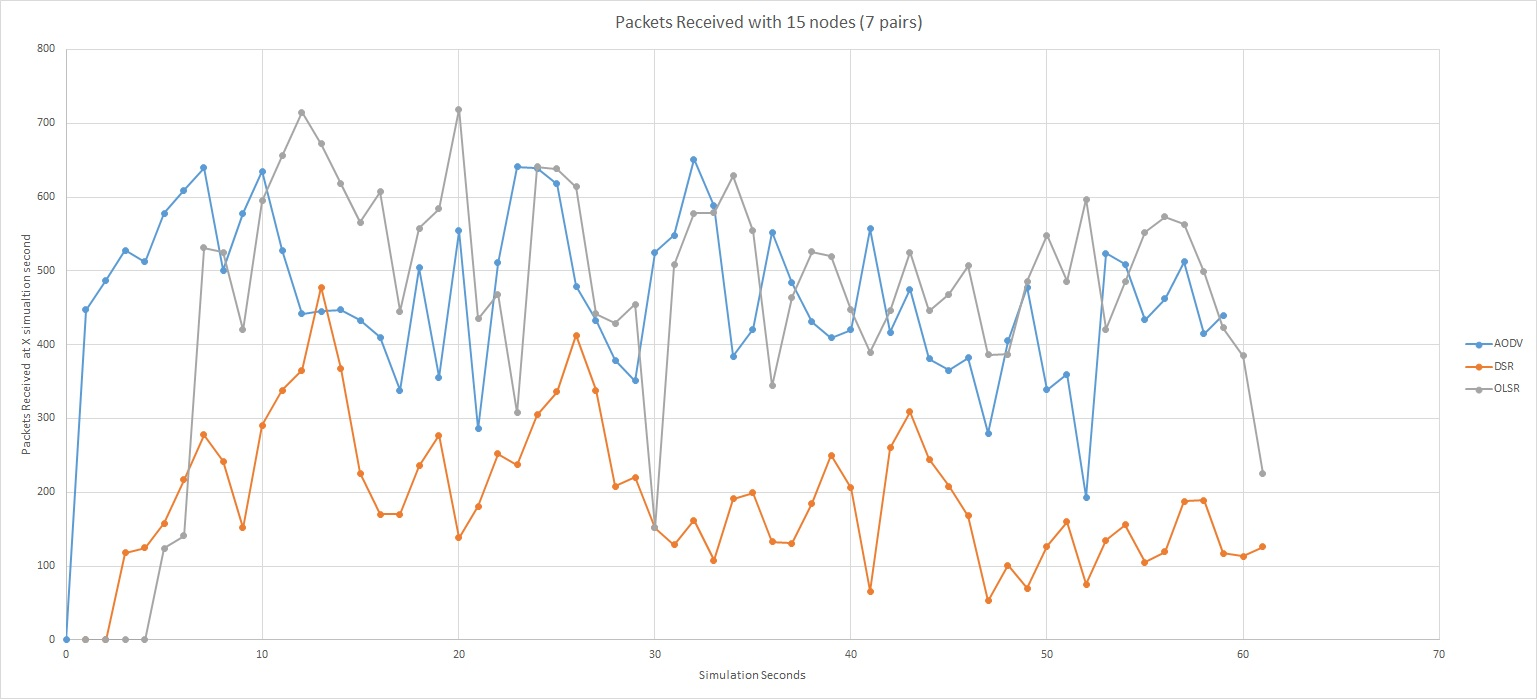 Packets Received with 15 nodes (7 pairs)
Packets Received at X simualtion second
800
700
600
500
400
300
200
100
0
0 10 20 30 40 50 60 70
Simulation Seconds
AODV
DSR
OLSR